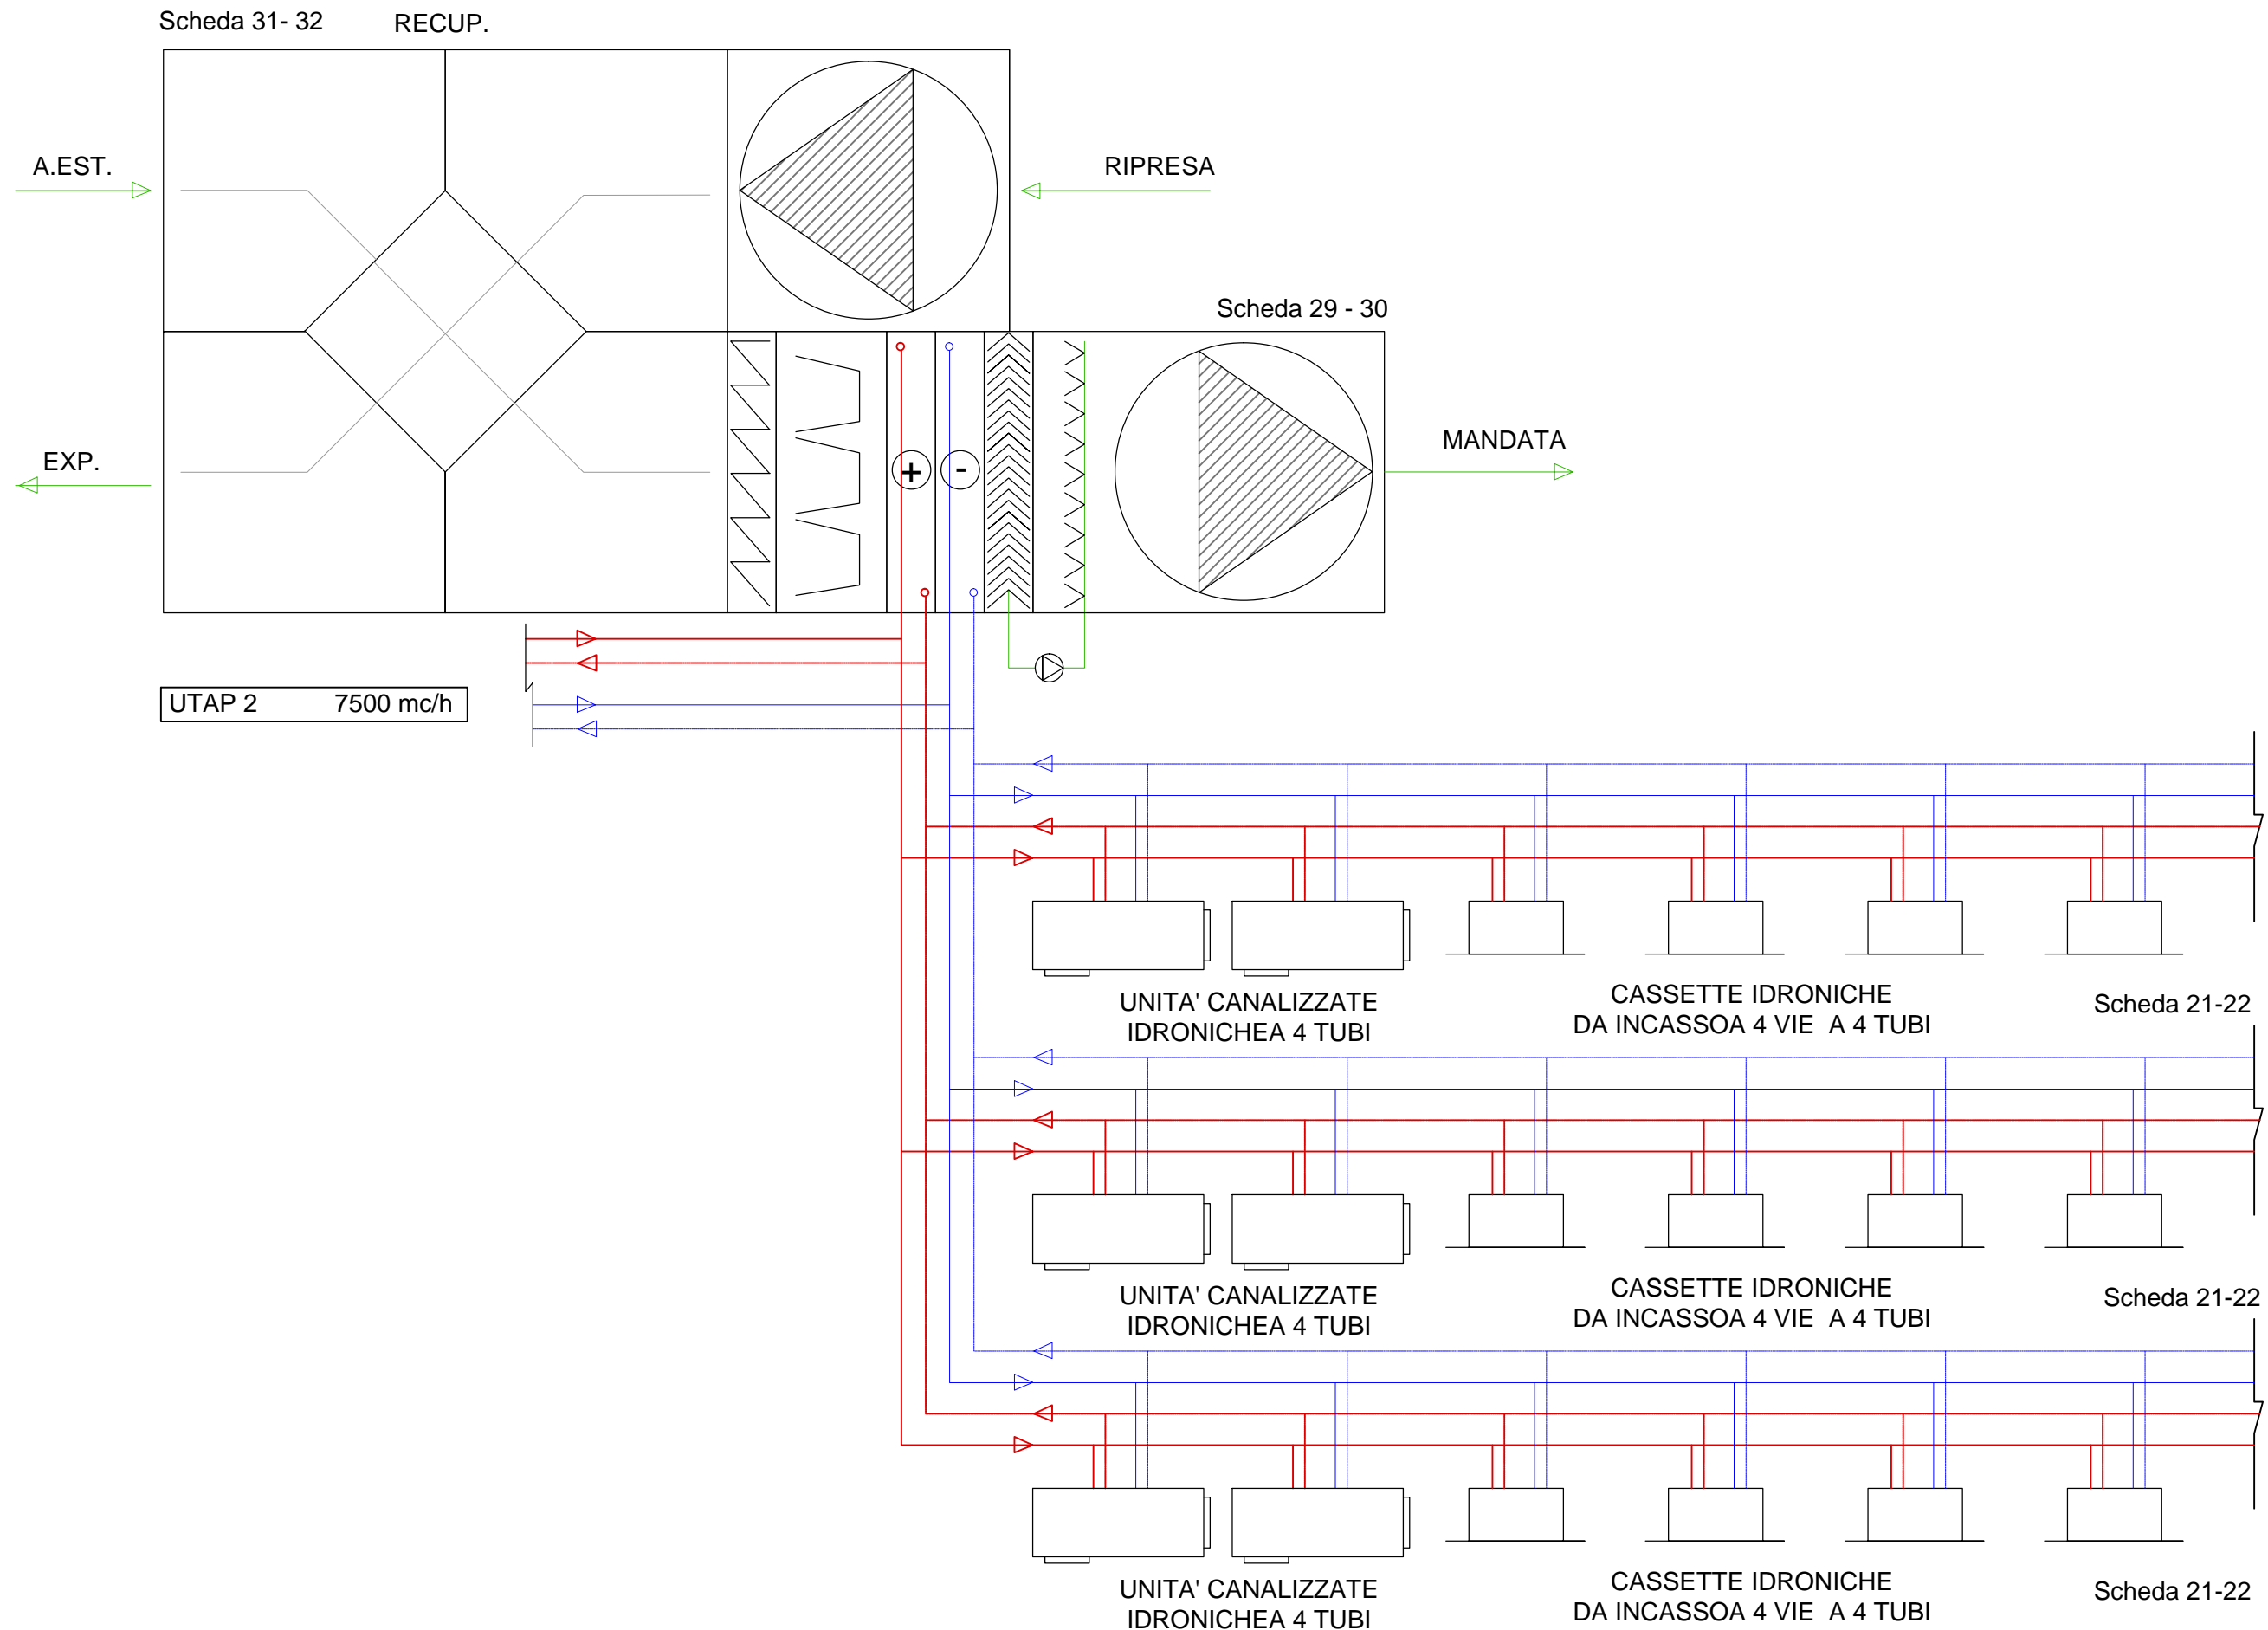 Scheda 31- 32
RECUP.
A.EST.
RIPRESA
Scheda 29 - 30
MANDATA
EXP.
+
-
UTAP 2 7500 mc/h
UNITA' CANALIZZATE
IDRONICHEA 4 TUBI
CASSETTE IDRONICHE
DA INCASSOA 4 VIE A 4 TUBI
Scheda 21-22
UNITA' CANALIZZATE
IDRONICHEA 4 TUBI
CASSETTE IDRONICHE
DA INCASSOA 4 VIE A 4 TUBI
Scheda 21-22
UNITA' CANALIZZATE
IDRONICHEA 4 TUBI
CASSETTE IDRONICHE
DA INCASSOA 4 VIE A 4 TUBI
Scheda 21-22